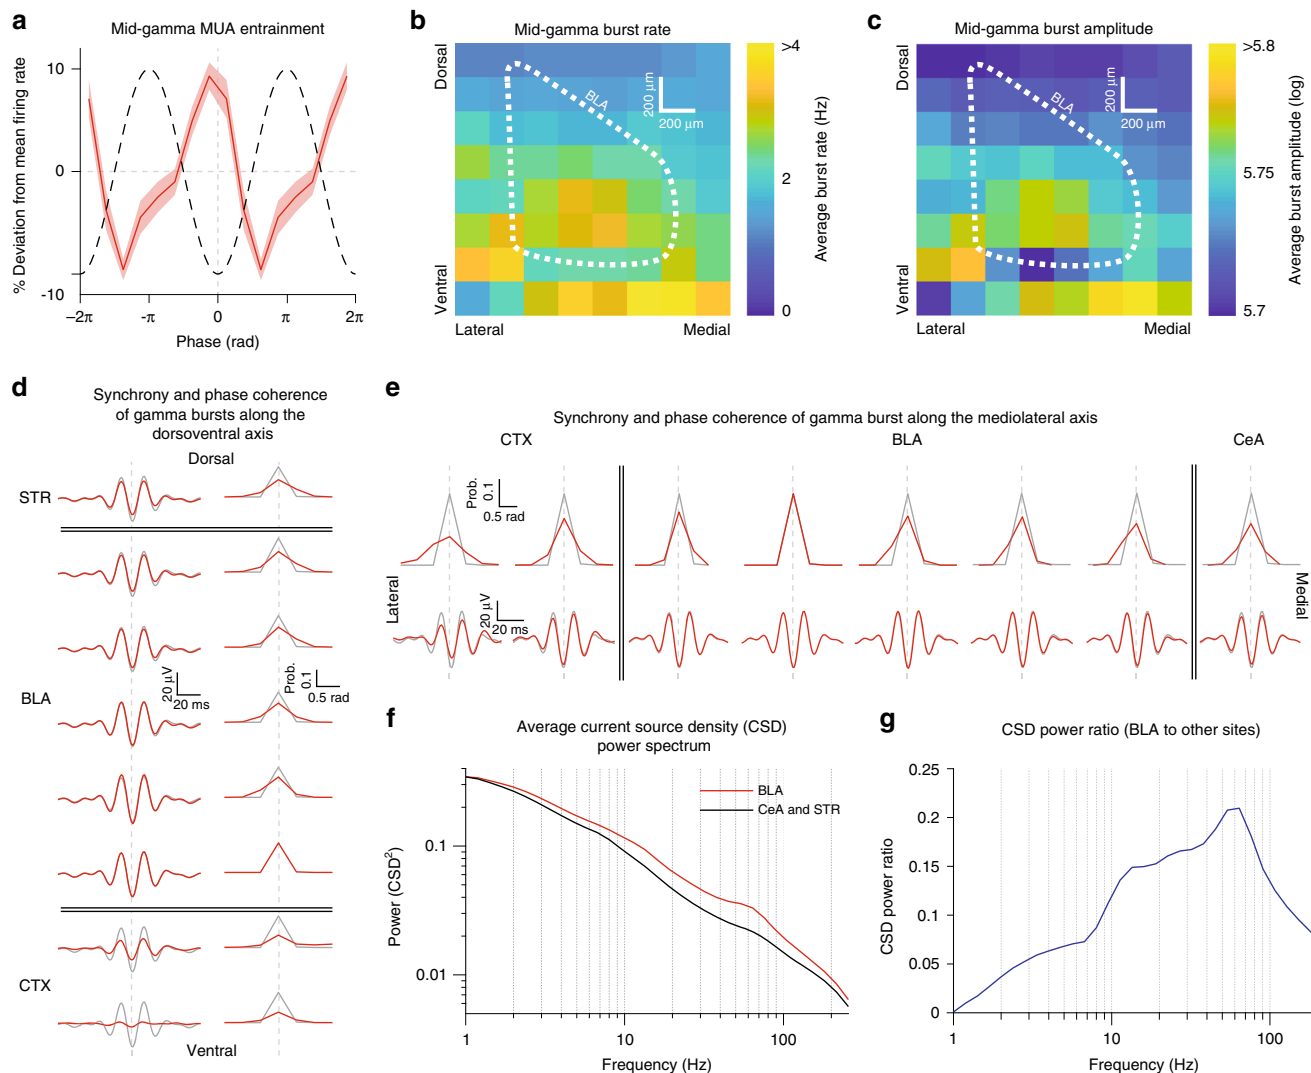 a
Mid-gamma MUA entrainment
% Deviation from mean firing rate
10
0
-10
−2π
-π
0
π
2π
Phase (rad)
b
Mid-gamma burst rate
Dorsal
Ventral
BLA
200 µm
200 µm
Lateral
Medial
>4
2
0
Average burst rate (Hz)
c
Mid-gamma burst amplitude
Dorsal
Ventral
BLA
200 µm
200 µm
Lateral
Medial
>5.8
5.75
5.7
Average burst amplitude (log)
d
Synchrony and phase coherence
of gamma bursts along the
dorsoventral axis
Dorsal
STR
BLA
20 µV
20 ms
Prob.
0.1
0.5 rad
CTX
Ventral
e
Synchrony and phase coherence of gamma burst along the mediolateral axis
CTX
BLA
CeA
Prob.
0.1
0.5 rad
Lateral
Medial
20 µV
20 ms
f
Average current source density (CSD)
power spectrum
BLA
CeA and STR
Power (CSD²)
0.1
0.01
1
10
100
Frequency (Hz)
g
CSD power ratio (BLA to other sites)
CSD power ratio
0.25
0.2
0.15
0.1
0.05
0
1
10
100
Frequency (Hz)